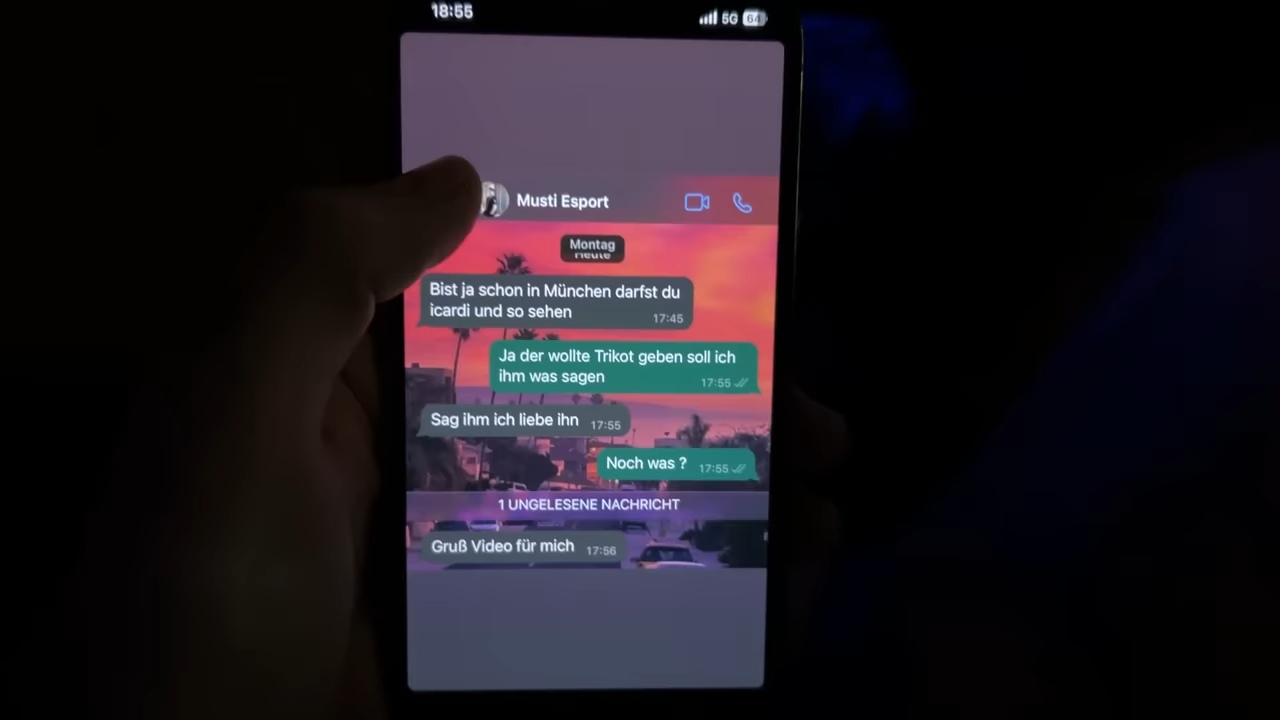 18:55
5G 64
Musti Esport
Montag
Heute
Bist ja schon in München darfst du
icardi und so sehen
17:45
Ja der wollte Trikot geben soll ich
ihm was sagen
17:55
Sag ihm ich liebe ihn 17:55
Noch was ? 17:55
1 UNGELESENE NACHRICHT
Gruß Video für mich 17:56